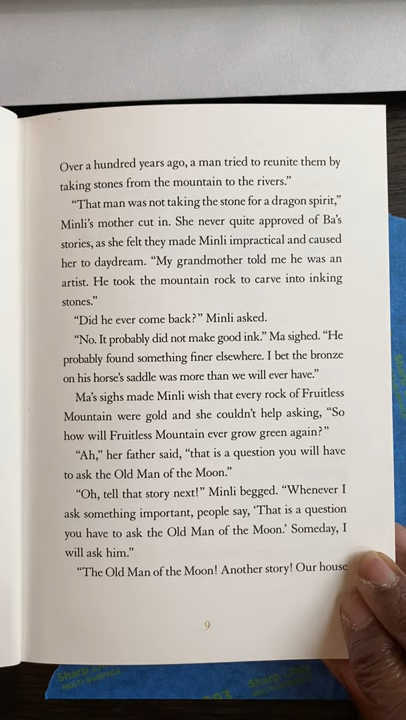 Over a hundred years ago, a man tried to reunite them by
taking stones from the mountain to the rivers.”
“That man was not taking the stone for a dragon spirit,”
Minli’s mother cut in. She never quite approved of Ba’s
stories, as she felt they made Minli impractical and caused
her to daydream. “My grandmother told me he was an
artist. He took the mountain rock to carve into inking
stones.”
“Did he ever come back?” Minli asked.
“No. It probably did not make good ink.” Ma sighed. “He
probably found something finer elsewhere. I bet the bronze
on his horse’s saddle was more than we will ever have.”
Ma’s sighs made Minli wish that every rock of Fruitless
Mountain were gold and she couldn’t help asking, “So
how will Fruitless Mountain ever grow green again?”
“Ah,” her father said, “that is a question you will have
to ask the Old Man of the Moon.”
“Oh, tell that story next!” Minli begged. “Whenever I
ask something important, people say, ‘That is a question
you have to ask the Old Man of the Moon.’ Someday, I
will ask him.”
“The Old Man of the Moon! Another story! Our house
9
Sharp Lines
MULTI-SURFACE
Sharp Lines
MULTI-SURFACE